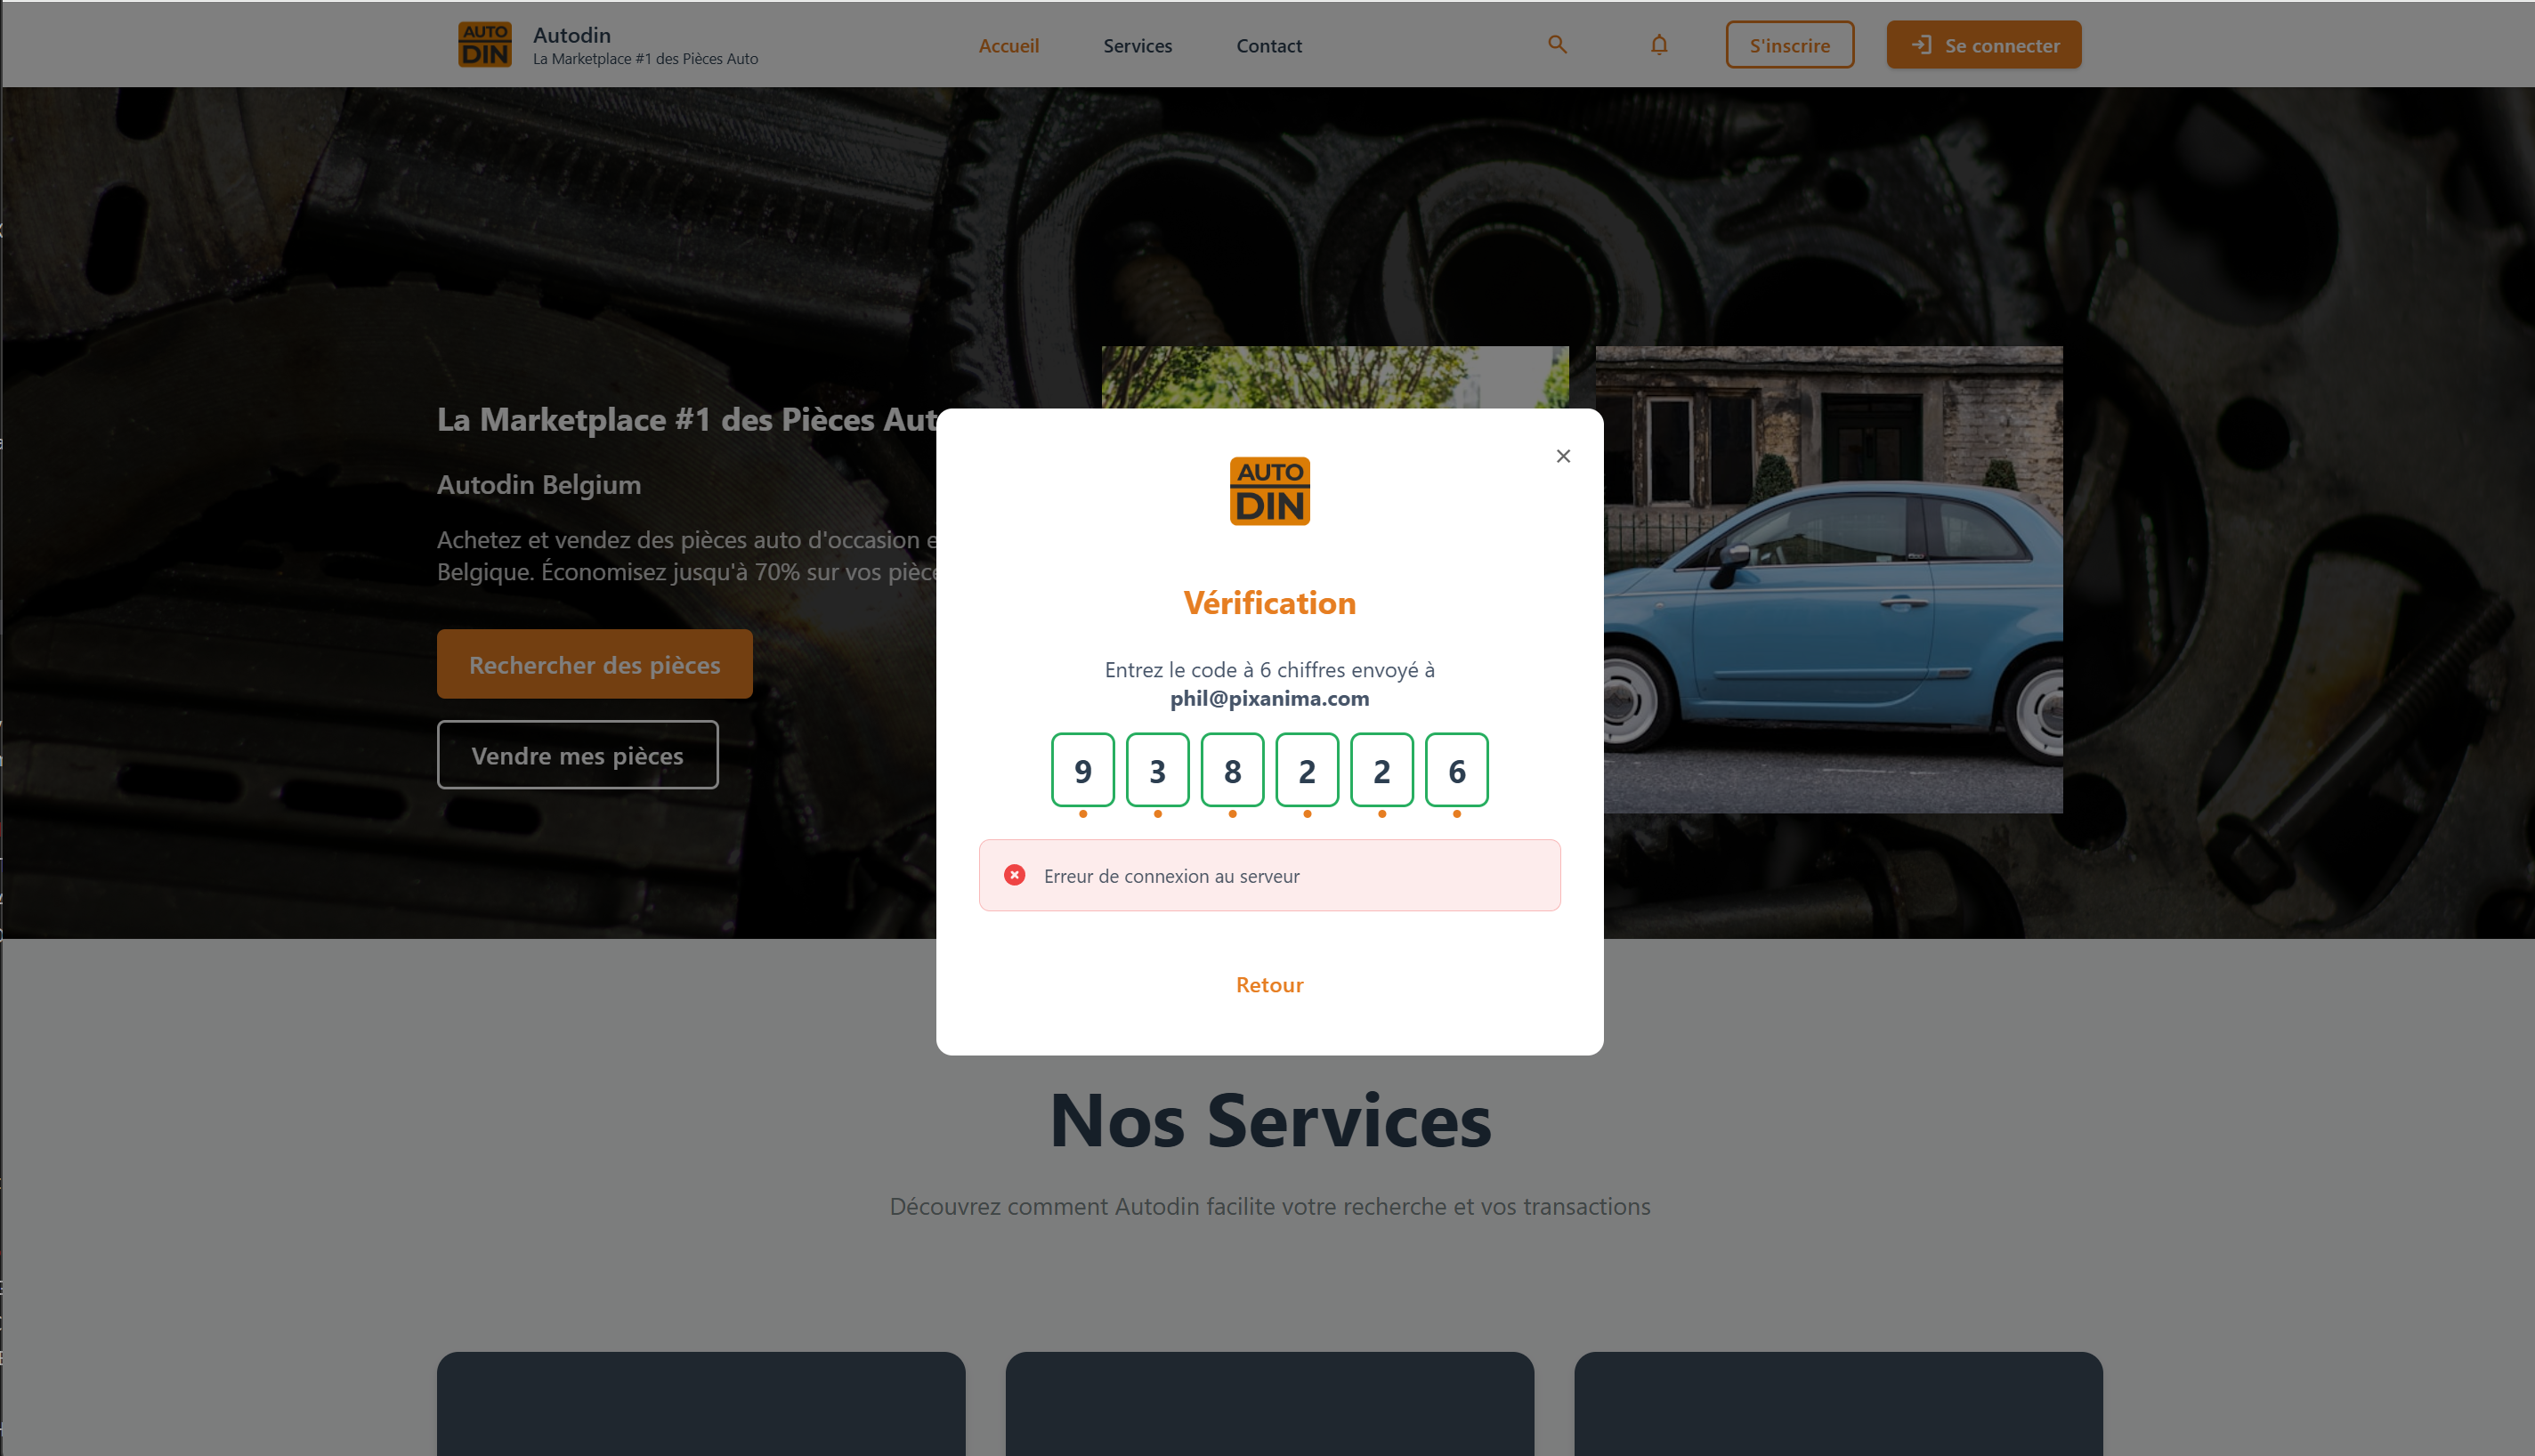 AUTO
DIN
Autodin
La Marketplace #1 des Pièces Auto
Accueil
Services
Contact
S'inscrire
Se connecter
La Marketplace #1 des Pièces Aut
Autodin Belgium
Achetez et vendez des pièces auto d'occasion e
Belgique. Économisez jusqu'à 70% sur vos pièce
Rechercher des pièces
Vendre mes pièces
AUTO
DIN
Vérification
Entrez le code à 6 chiffres envoyé à
phil@pixanima.com
9 3 8 2 2 6
Erreur de connexion au serveur
Retour
Nos Services
Découvrez comment Autodin facilite votre recherche et vos transactions